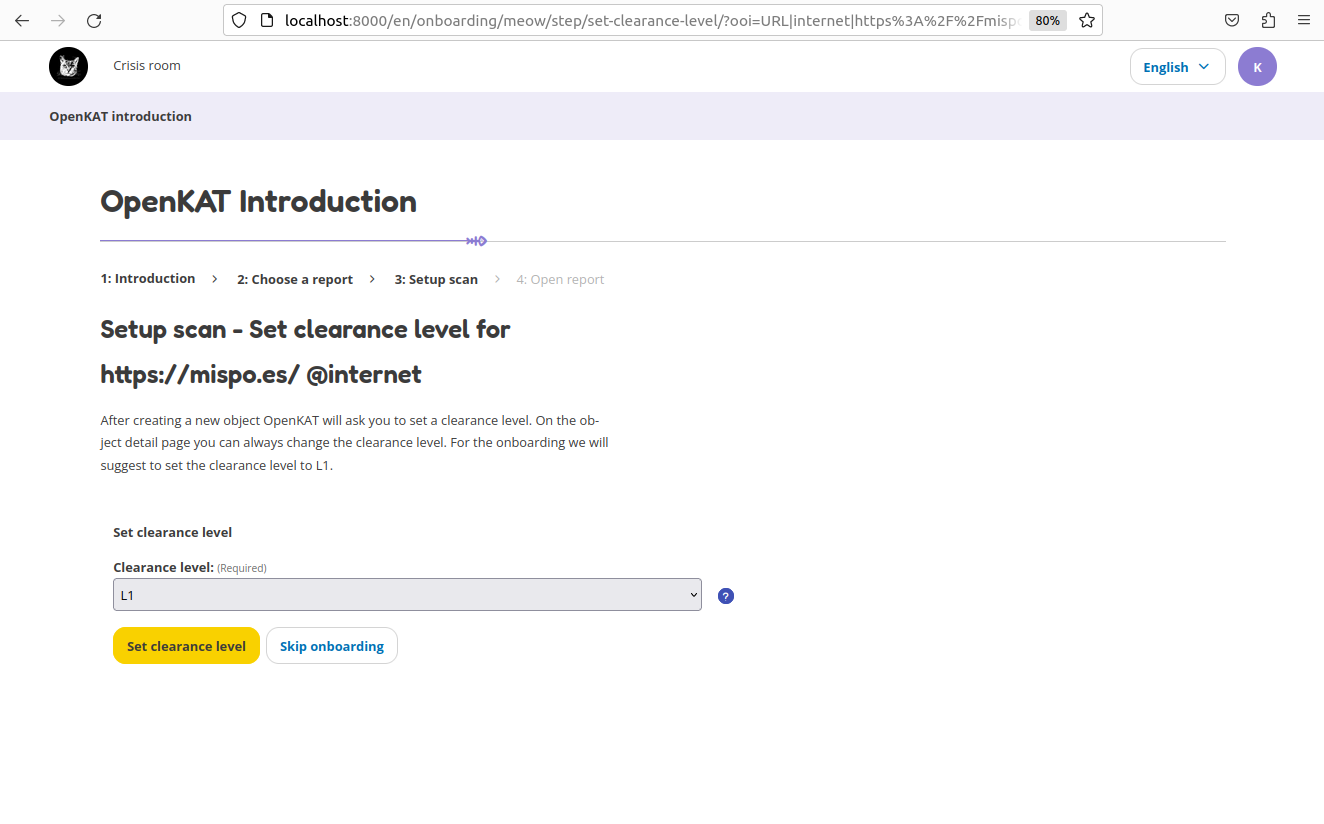 localhost:8000/en/onboarding/meow/step/set-clearance-level/?ooi=URL|internet|https%3A%2F%2Fmispo
80%
Crisis room
English
K
OpenKAT introduction
OpenKAT Introduction
1: Introduction
2: Choose a report
3: Setup scan
4: Open report
Setup scan - Set clearance level for
https://mispo.es/ @internet
After creating a new object OpenKAT will ask you to set a clearance level. On the ob-
ject detail page you can always change the clearance level. For the onboarding we will
suggest to set the clearance level to L1.
Set clearance level
Clearance level: (Required)
L1
?
Set clearance level
Skip onboarding